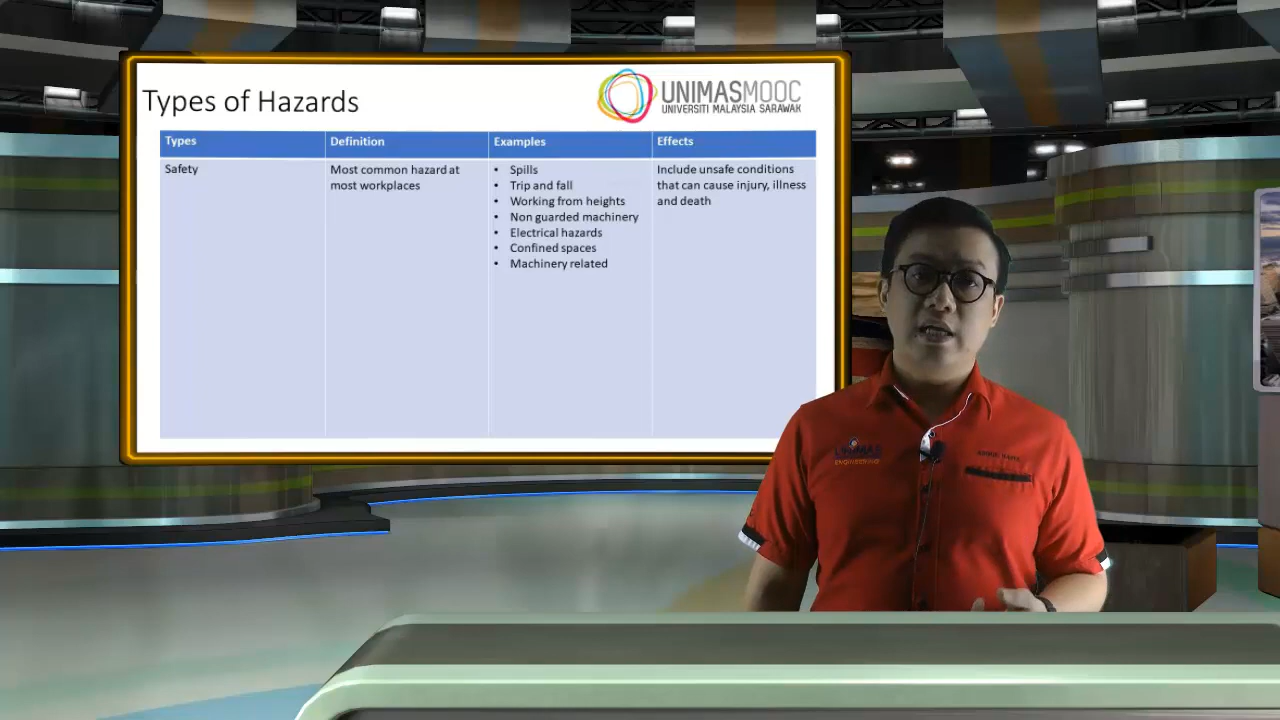 Types of Hazards
UNIMASMOOC
UNIVERSITI MALAYSIA SARAWAK
Types Definition Examples Effects
Safety
Most common hazard at
most workplaces
• Spills
• Trip and fall
• Working from heights
• Non guarded machinery
• Electrical hazards
• Confined spaces
• Machinery related
Include unsafe conditions
that can cause injury, illness
and death
UNIMAS
ENGINEERING